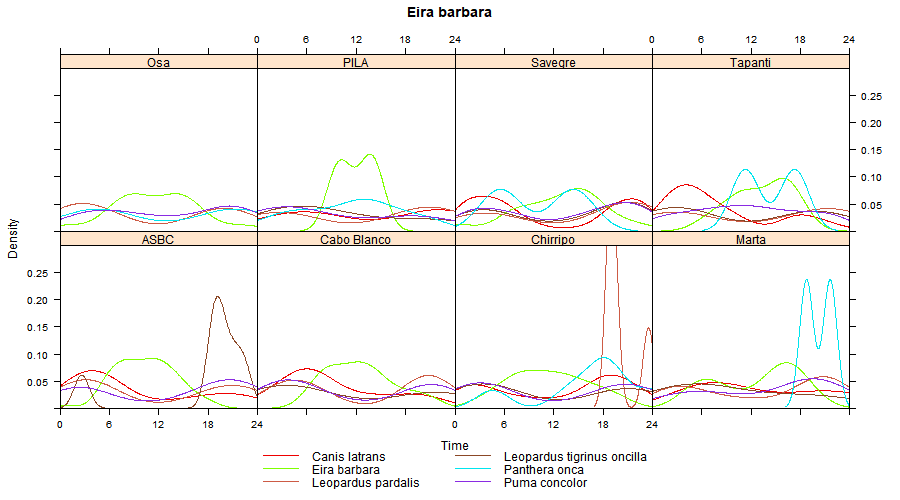 Eira barbara
0 6 12 18 24 0 6 12 18 24
Osa PILA Savegre Tapanti
0.25
0.20
0.15
0.10
0.05
Density
ASBC Cabo Blanco Chirripo Marta
0.25
0.20
0.15
0.10
0.05
0 6 12 18 24 0 6 12 18 24
Time
Canis latrans Leopardus tigrinus oncilla
Eira barbara Panthera onca
Leopardus pardalis Puma concolor